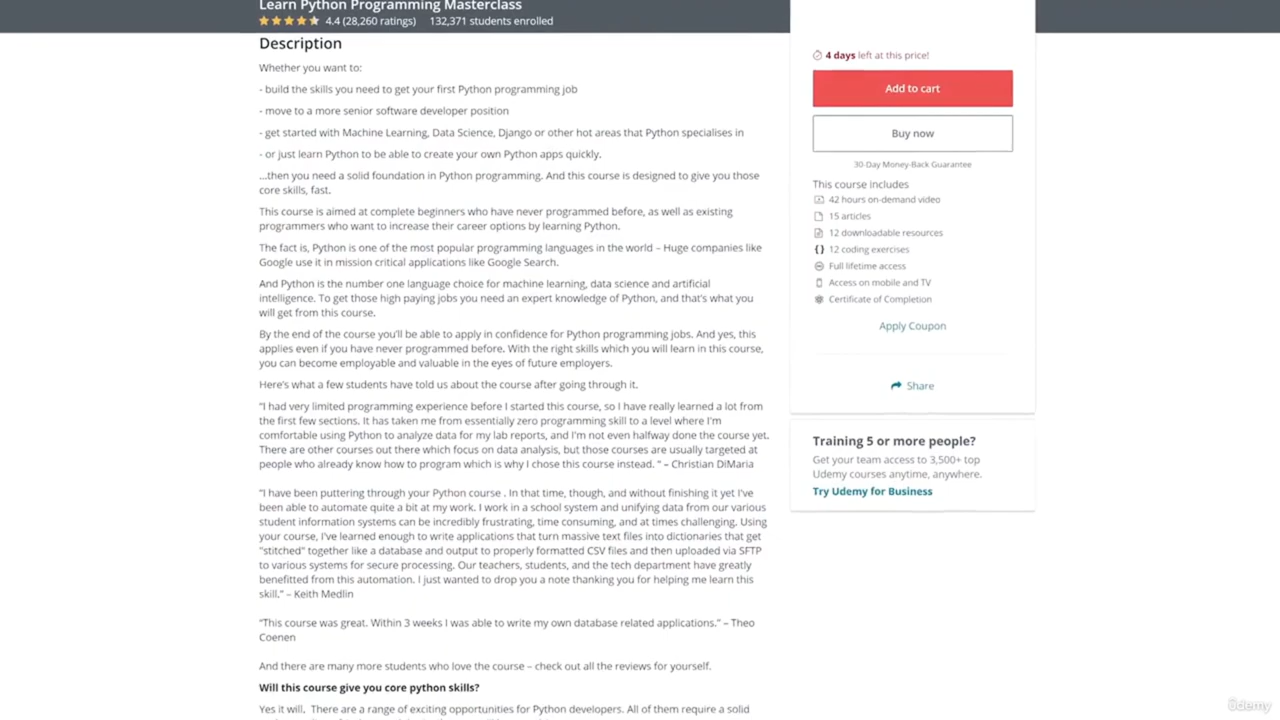 Learn Python Programming Masterclass
4.4 (28,260 ratings) 132,371 students enrolled
Description
Whether you want to:
- build the skills you need to get your first Python programming job
- move to a more senior software developer position
- get started with Machine Learning, Data Science, Django or other hot areas that Python specialises in
- or just learn Python to be able to create your own Python apps quickly.
...then you need a solid foundation in Python programming. And this course is designed to give you those
core skills, fast.
This course is aimed at complete beginners who have never programmed before, as well as existing
programmers who want to increase their career options by learning Python.
The fact is, Python is one of the most popular programming languages in the world – Huge companies like
Google use it in mission critical applications like Google Search.
And Python is the number one language choice for machine learning, data science and artificial
intelligence. To get those high paying jobs you need an expert knowledge of Python, and that's what you
will get from this course.
By the end of the course you'll be able to apply in confidence for Python programming jobs. And yes, this
applies even if you have never programmed before. With the right skills which you will learn in this course,
you can become employable and valuable in the eyes of future employers.
Here's what a few students have told us about the course after going through it.
"I had very limited programming experience before I started this course, so I have really learned a lot from
the first few sections. It has taken me from essentially zero programming skill to a level where I'm
comfortable using Python to analyze data for my lab reports, and I'm not even halfway done the course yet.
There are other courses out there which focus on data analysis, but those courses are usually targeted at
people who already know how to program which is why I chose this course instead. " – Christian DiMaria
"I have been puttering through your Python course . In that time, though, and without finishing it yet I've
been able to automate quite a bit at my work. I work in a school system and unifying data from our various
student information systems can be incredibly frustrating, time consuming, and at times challenging. Using
your course, I've learned enough to write applications that turn massive text files into dictionaries that get
"stitched" together like a database and output to properly formatted CSV files and then uploaded via SFTP
to various systems for secure processing. Our teachers, students, and the tech department have greatly
benefitted from this automation. I just wanted to drop you a note thanking you for helping me learn this
skill." – Keith Medlin
"This course was great. Within 3 weeks I was able to write my own database related applications." – Theo
Coenen
And there are many more students who love the course – check out all the reviews for yourself.
Will this course give you core python skills?
Yes it will. There are a range of exciting opportunities for Python developers. All of them require a solid
4 days left at this price!
Add to cart
Buy now
30-Day Money-Back Guarantee
This course includes
42 hours on-demand video
15 articles
12 downloadable resources
12 coding exercises
Full lifetime access
Access on mobile and TV
Certificate of Completion
Apply Coupon
Share
Training 5 or more people?
Get your team access to 3,500+ top
Udemy courses anytime, anywhere.
Try Udemy for Business
ûdemy